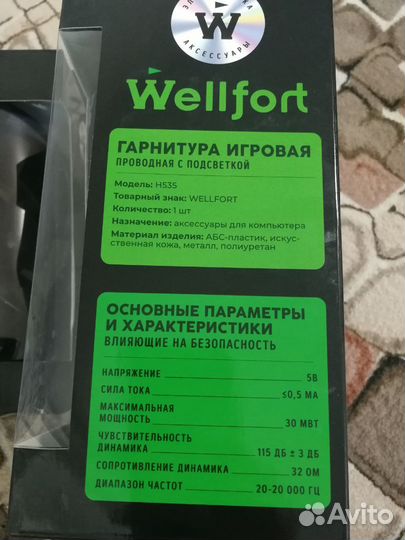 W
АКСЕССУАРЫ
Wellfort
ГАРНИТУРА ИГРОВАЯ
ПРОВОДНАЯ С ПОДСВЕТКОЙ
Модель: H535
Товарный знак: WELLFORT
Количество: 1 шт
Назначение: аксессуары для компьютера
Материал изделия: АБС-пластик, искус-
ственная кожа, металл, полиуретан
ОСНОВНЫЕ ПАРАМЕТРЫ
И ХАРАКТЕРИСТИКИ
ВЛИЯЮЩИЕ НА БЕЗОПАСНОСТЬ
НАПРЯЖЕНИЕ 5В
СИЛА ТОКА ≤0,5 МА
МАКСИМАЛЬНАЯ
МОЩНОСТЬ 30 МВТ
ЧУВСТВИТЕЛЬНОСТЬ
ДИНАМИКА 115 ДБ ± 3 ДБ
СОПРОТИВЛЕНИЕ ДИНАМИКА 32 ОМ
ДИАПАЗОН ЧАСТОТ 20-20 000 ГЦ
Avito